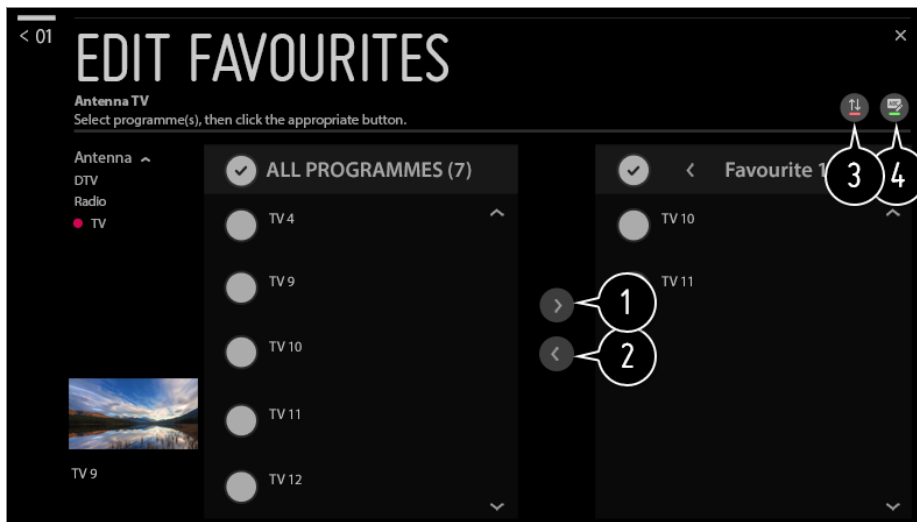 < 01
EDIT FAVOURITES
Antenna TV
Select programme(s), then click the appropriate button.
Antenna
DTV
Radio
TV
ALL PROGRAMMES (7)
TV 4
TV 9
TV 10
TV 11
TV 12
Favourite 1
TV 10
TV 11
1
2
3
4
TV 9